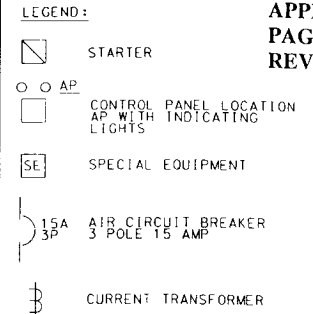 LEGEND:
APP
PAG
REV
STARTER
AP
CONTROL PANEL LOCATION
AP WITH INDICATING
LIGHTS
SE SPECIAL EQUIPMENT
15A AIR CIRCUIT BREAKER
3P 3 POLE 15 AMP
CURRENT TRANSFORMER